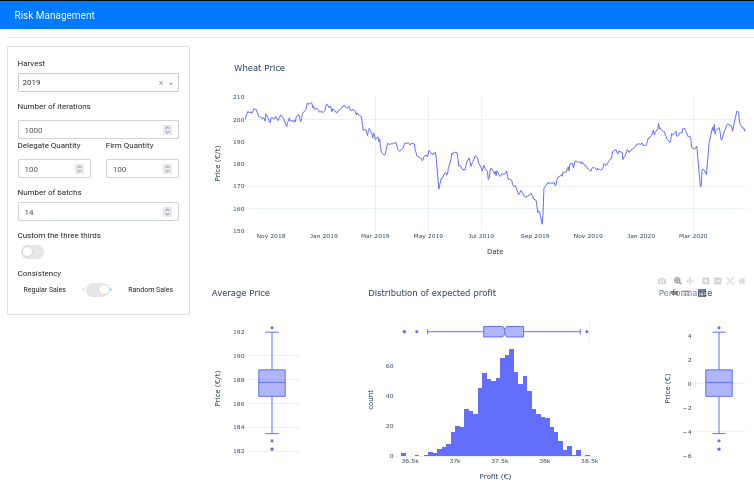 Risk Management
Harvest
2019
Number of iterations
1000
Delegate Quantity Firm Quantity
100 100
Number of batchs
14
Custom the three thirds
Consistency
Regular Sales Random Sales
Wheat Price
210
200
190
180
170
160
150
Price (€/t)
Nov 2018 Jan 2019 Mar 2019 May 2019 Jul 2019 Sep 2019 Nov 2019 Jan 2020 Mar 2020
Date
Average Price
192
190
188
186
184
182
Price (€/t)
Distribution of expected profit
60
40
20
0
count
36.5k 37k 37.5k 38k 38.5k
Profit (€)
Performance
4
2
0
−2
−4
−6
Price (€)